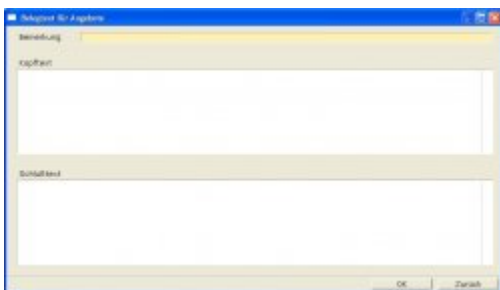 Belegtext für Angebote
Bemerkung
Kopftext
Schlußtext
OK
Zurück